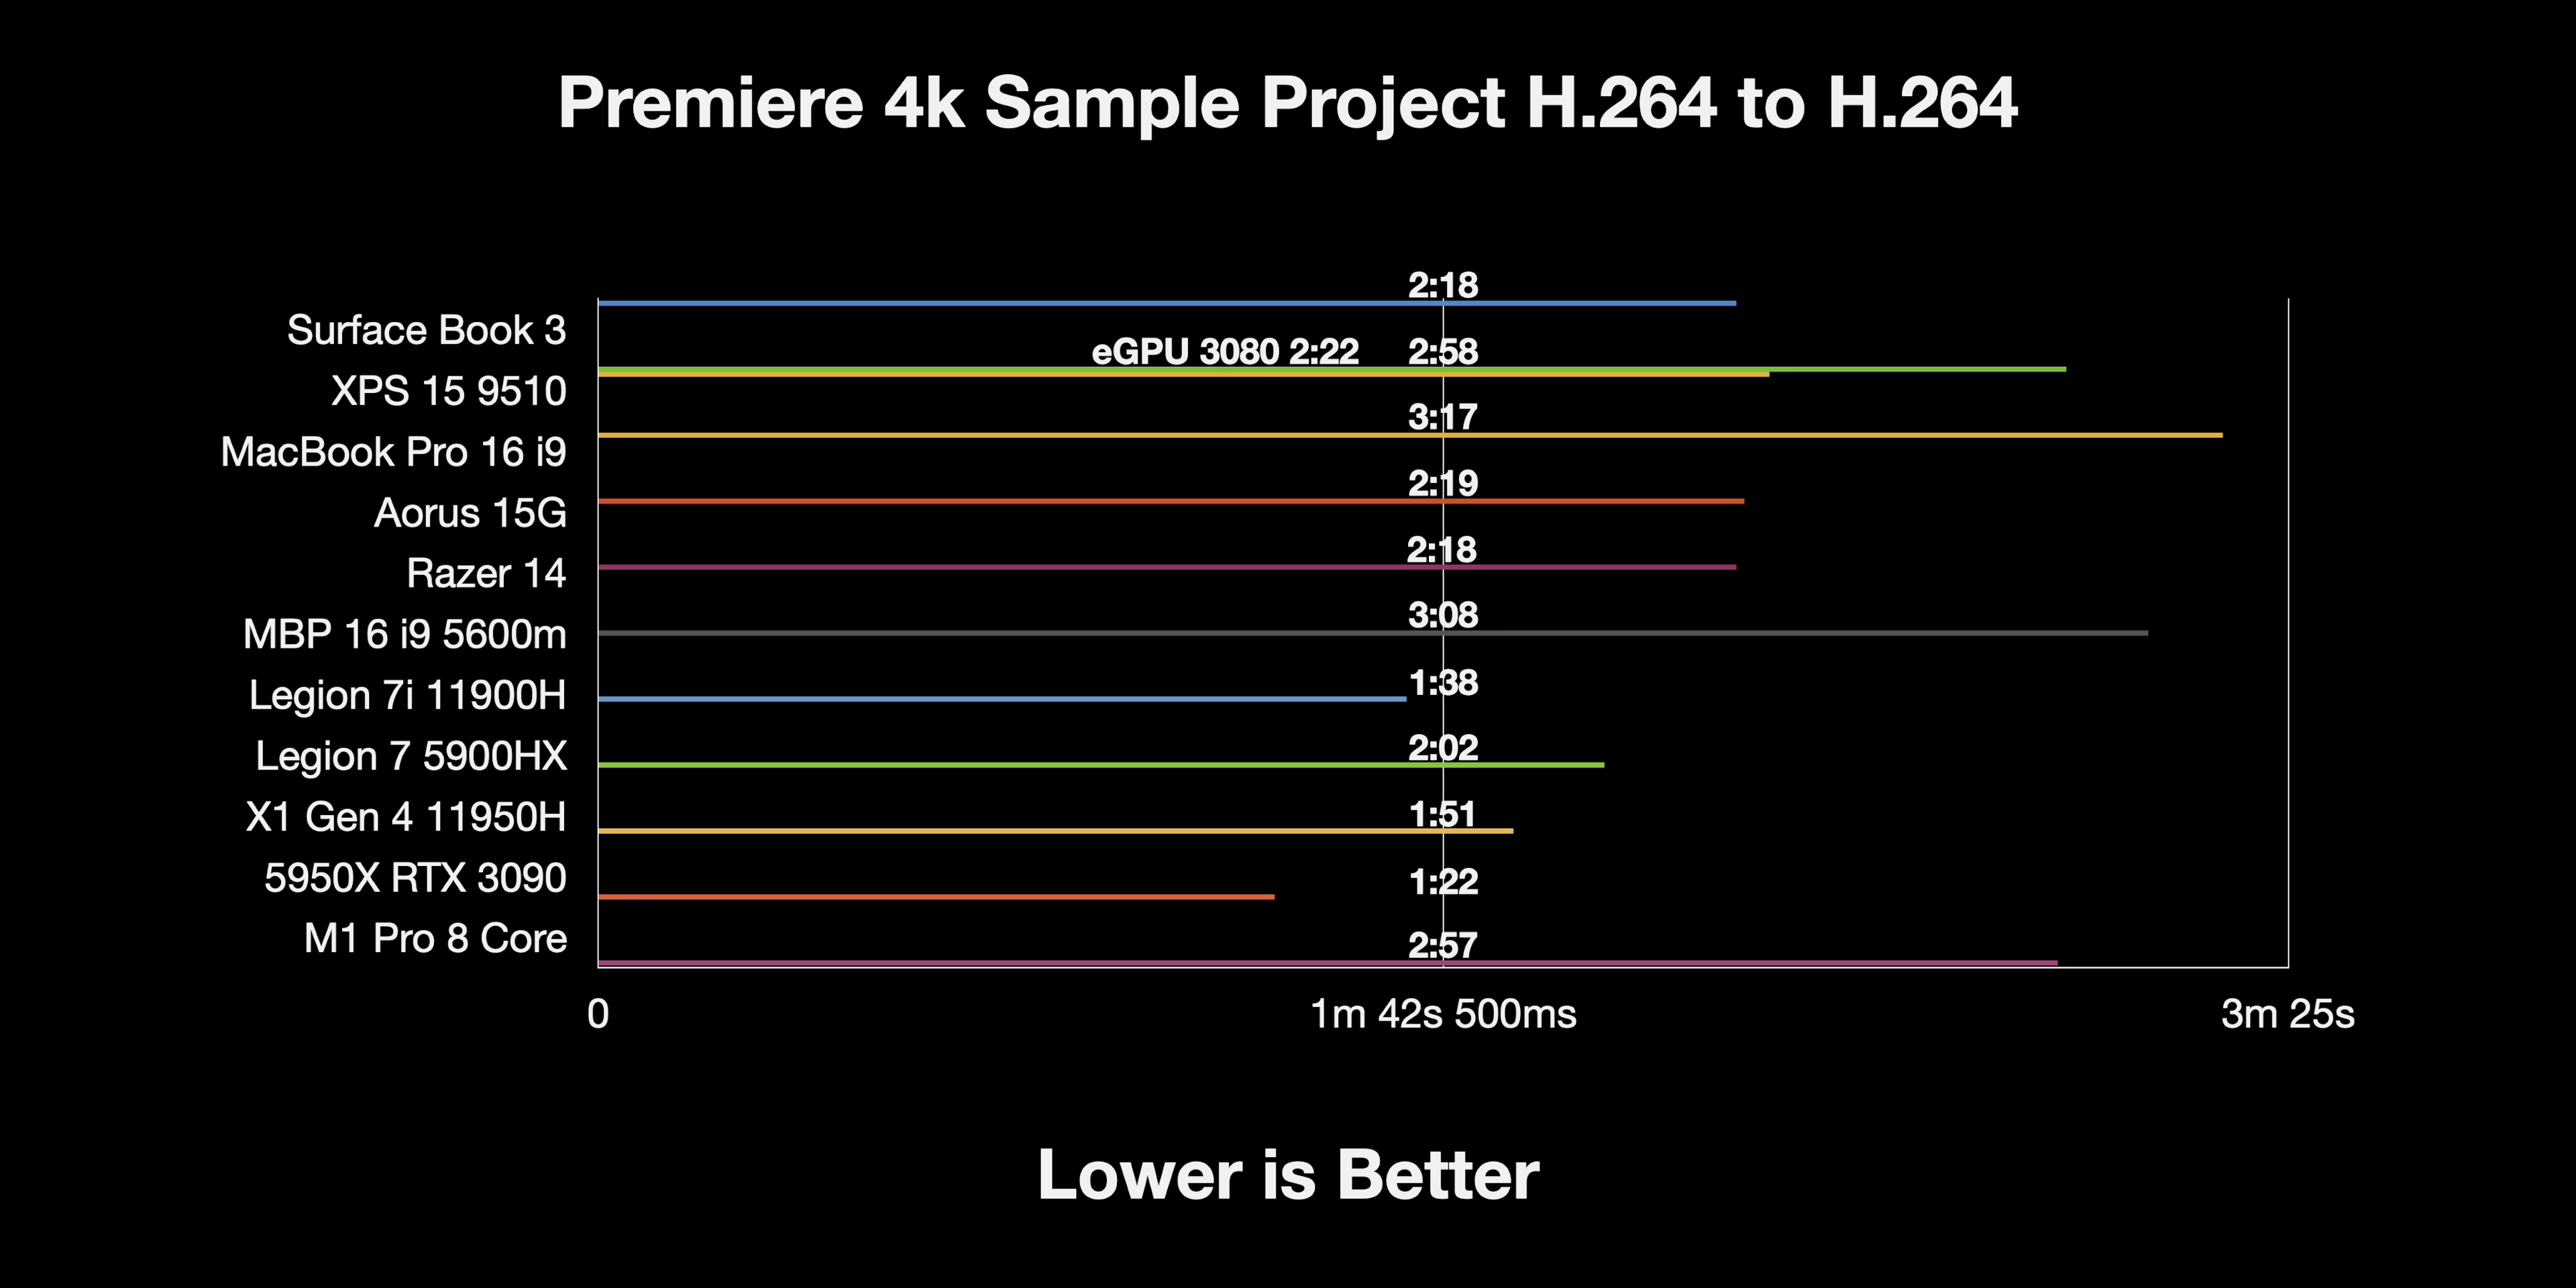 Premiere 4k Sample Project H.264 to H.264
2:18
Surface Book 3
eGPU 3080 2:22 2:58
XPS 15 9510
3:17
MacBook Pro 16 i9
2:19
Aorus 15G
2:18
Razer 14
3:08
MBP 16 i9 5600m
1:38
Legion 7i 11900H
2:02
Legion 7 5900HX
1:51
X1 Gen 4 11950H
1:22
5950X RTX 3090
2:57
M1 Pro 8 Core
0 1m 42s 500ms 3m 25s
Lower is Better